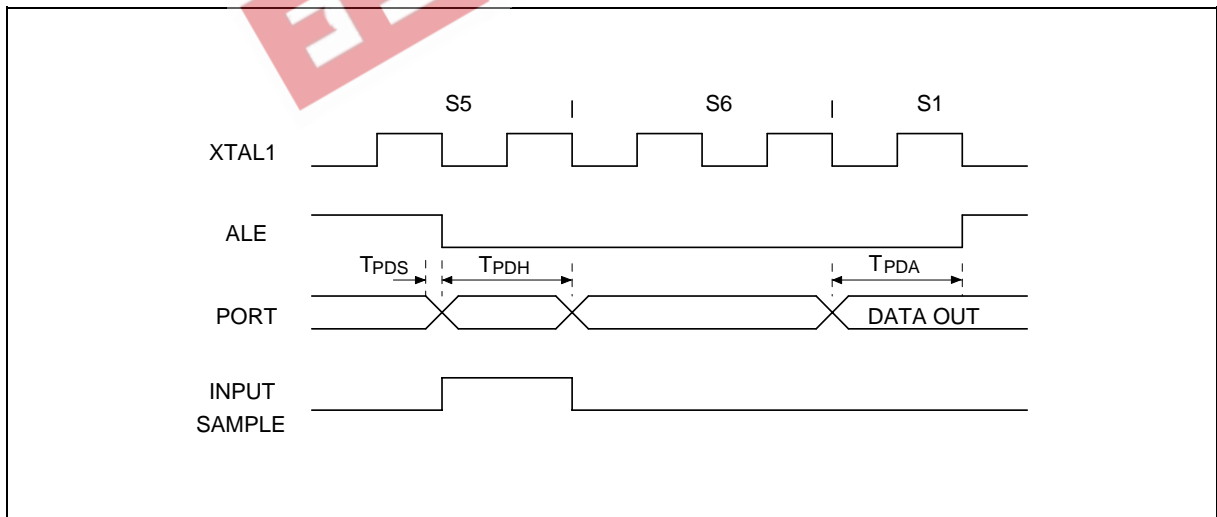 S5 | S6 | S1
XTAL1
ALE
TPDS TPDH TPDA
PORT DATA OUT
INPUT
SAMPLE